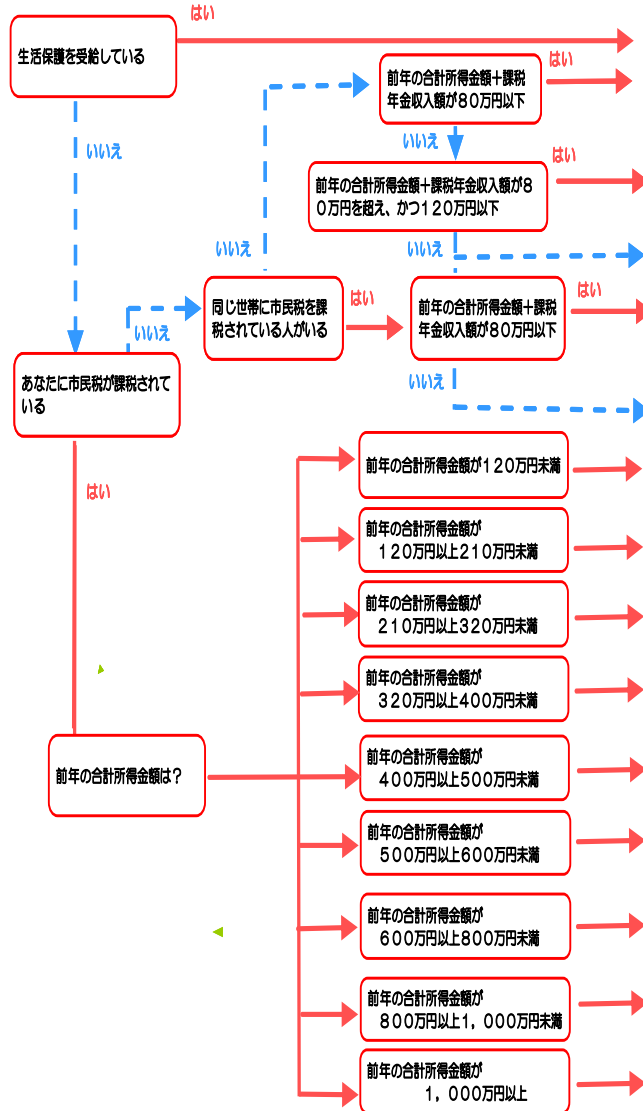 はい
生活保護を受給している
はい
前年の合計所得金額＋課税
年金収入額が８０万円以下
いいえ
いいえ
はい
前年の合計所得金額＋課税年金収入額が８
０万円を超え、かつ１２０万円以下
いいえ
いいえ
はい
同じ世帯に市民税を課
税されている人がいる
はい
前年の合計所得金額＋課税
年金収入額が８０万円以下
いいえ
あなたに市民税が課税されて
いる
いいえ
はい
前年の合計所得金額が１２０万円未満
前年の合計所得金額が
１２０万円以上２１０万円未満
前年の合計所得金額が
２１０万円以上３２０万円未満
前年の合計所得金額が
３２０万円以上４００万円未満
前年の合計所得金額は？
前年の合計所得金額が
４００万円以上５００万円未満
前年の合計所得金額が
５００万円以上６００万円未満
前年の合計所得金額が
６００万円以上８００万円未満
前年の合計所得金額が
８００万円以上１，０００万円未満
前年の合計所得金額が
１，０００万円以上